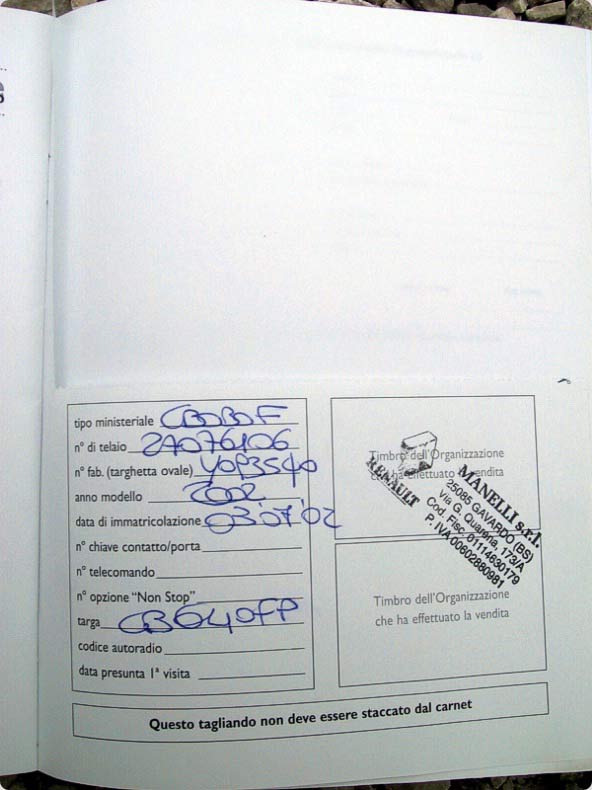 tipo ministeriale CB0B0F
n° di telaio 27076106
n° fab. (targhetta ovale) Y0P3540
anno modello 2002
data di immatricolazione 03'07'02
n° chiave contatto/porta
n° telecomando
n° opzione “Non Stop”
targa CB640FP
codice autoradio
data presunta 1ª visita
Timbro dell'Organizzazione
che ha effettuato la vendita
RENAULT
MANELLI s.r.l.
25085 GAVARDO (BS)
Via G. Quarena, 173/A
Cod. Fisc. 01114630179
P. IVA 00602880981
Timbro dell'Organizzazione
che ha effettuato la vendita
Questo tagliando non deve essere staccato dal carnet